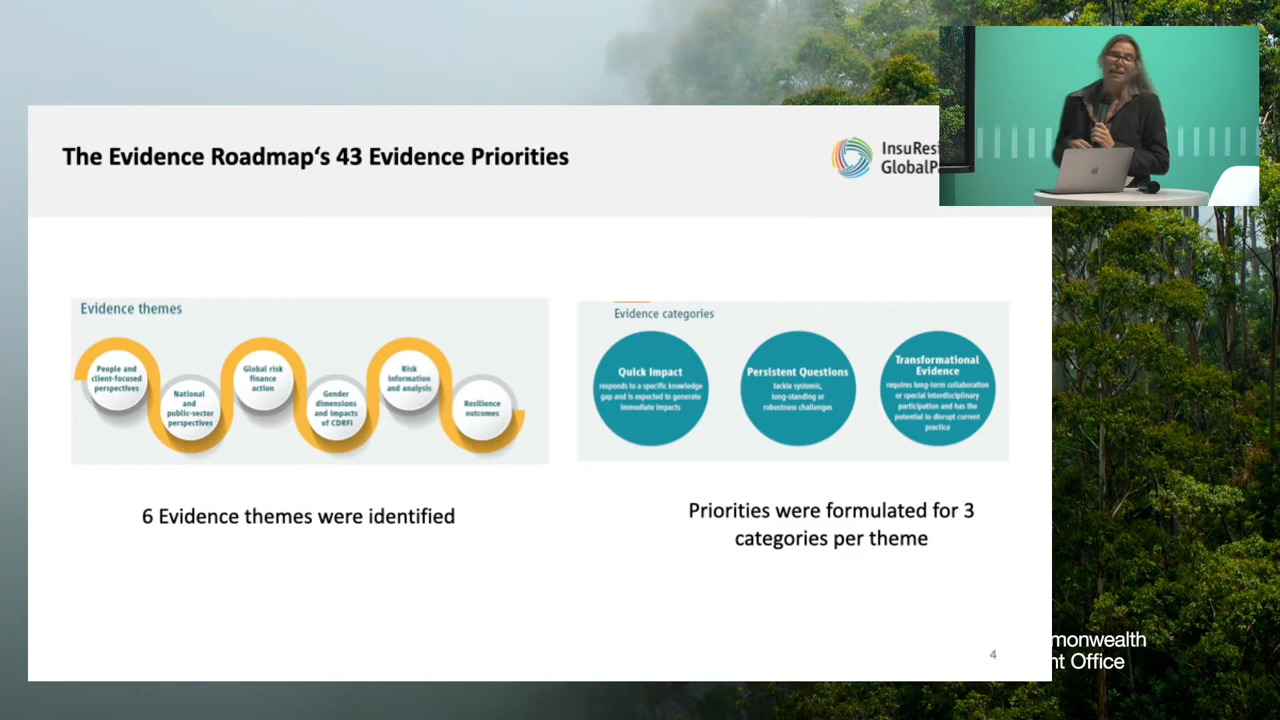 The Evidence Roadmap‘s 43 Evidence Priorities
InsuRes
GlobalP
Evidence themes
People and
client-focused
perspectives
National
and
public-sector
perspectives
Global risk
finance
action
Gender
dimensions
and impacts
of CDRFI
Risk
information
and analysis
Resilience
outcomes
6 Evidence themes were identified
Evidence categories
Quick Impact
responds to a specific knowledge
gap and is expected to generate
immediate impacts
Persistent Questions
tackle systemic,
long-standing or
robustness challenges
Transformational
Evidence
requires long-term collaboration
or special interdisciplinary
participation and has the
potential to disrupt current
practice
Priorities were formulated for 3
categories per theme
4
monwealth
nt Office